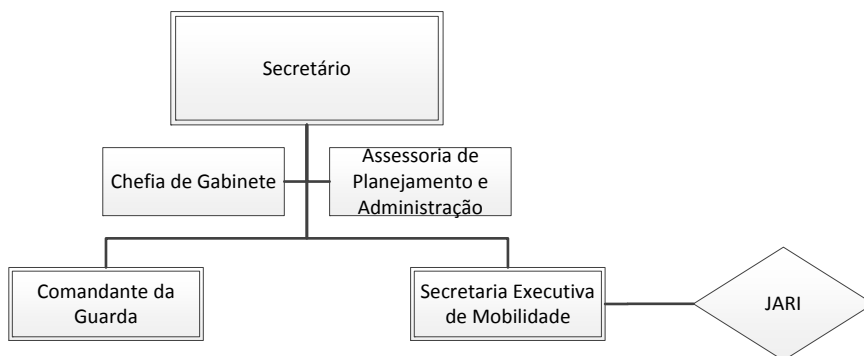 Secretário
Chefia de Gabinete
Assessoria de
Planejamento e
Administração
Comandante da
Guarda
Secretaria Executiva
de Mobilidade
JARI